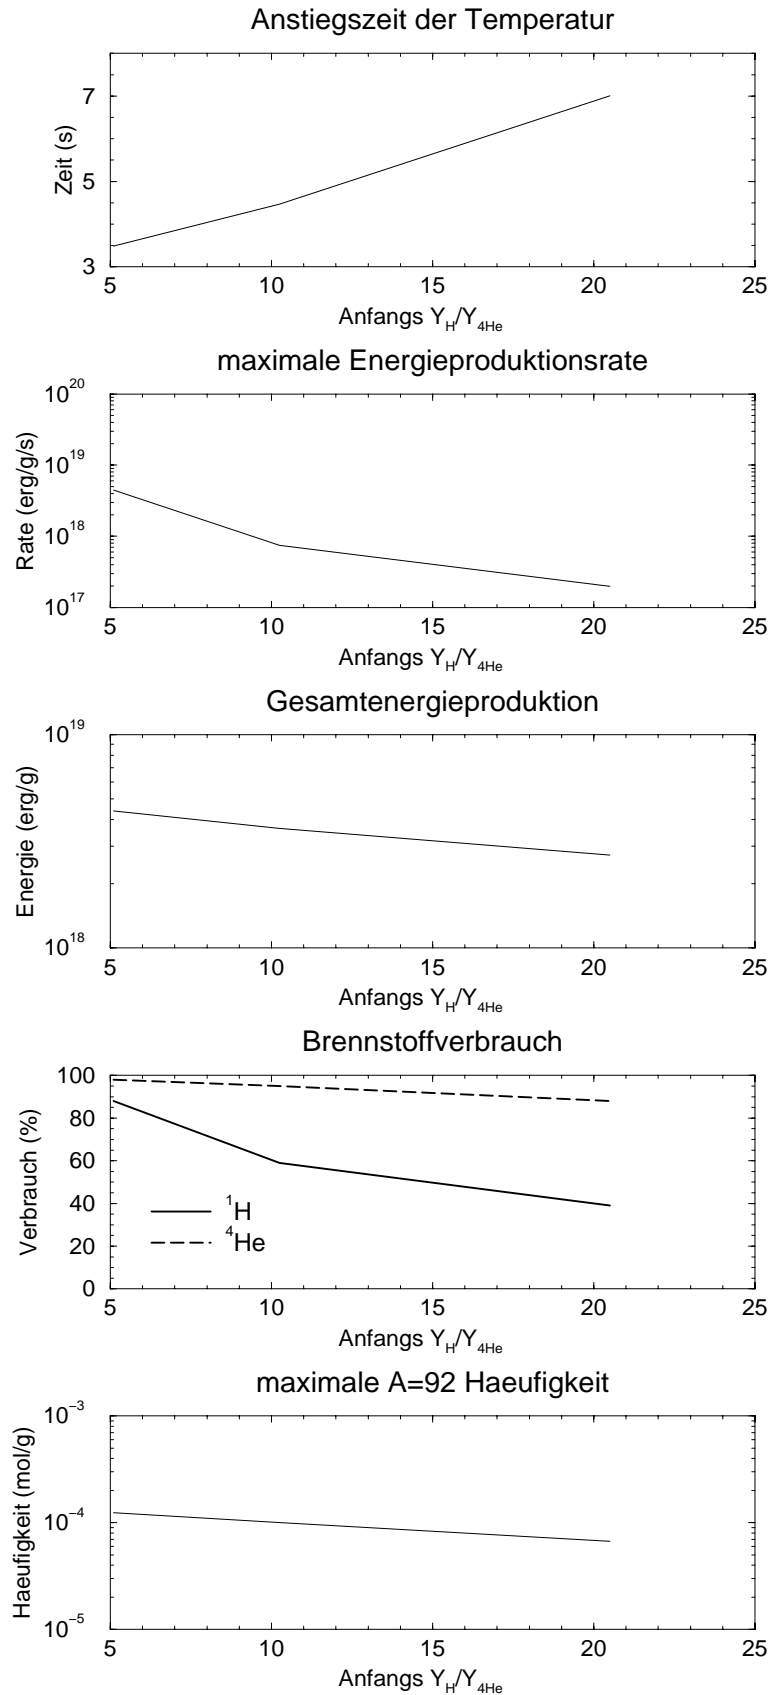 Anstiegszeit der Temperatur
7
5
3
Zeit (s)
5 10 15 20 25
Anfangs Y_H/Y_4He
maximale Energieproduktionsrate
10^20
10^19
10^18
10^17
Rate (erg/g/s)
5 10 15 20 25
Anfangs Y_H/Y_4He
Gesamtenergieproduktion
10^19
10^18
Energie (erg/g)
5 10 15 20 25
Anfangs Y_H/Y_4He
Brennstoffverbrauch
100
80
60
40
20
0
Verbrauch (%)
^1H
^4He
5 10 15 20 25
Anfangs Y_H/Y_4He
maximale A=92 Haeufigkeit
10^−3
10^−4
10^−5
Haeufigkeit (mol/g)
5 10 15 20 25
Anfangs Y_H/Y_4He